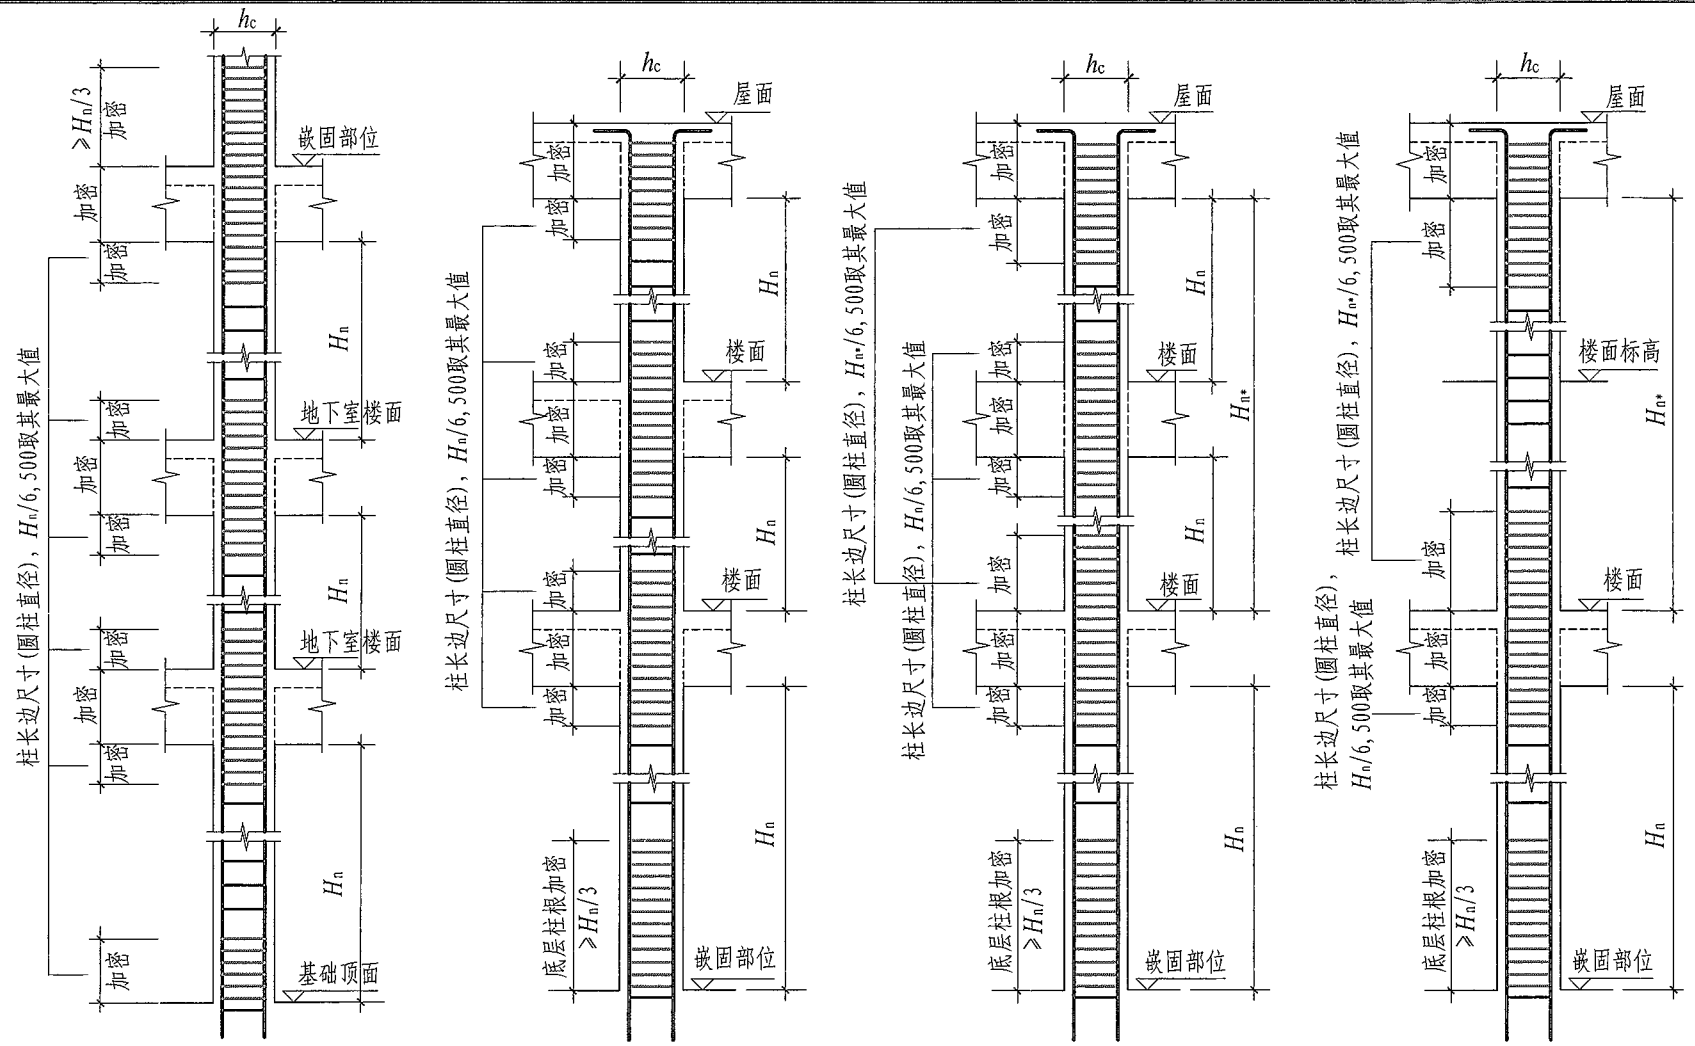 hc
≥Hn/3
加密
嵌固部位
加密
加密
Hn
柱长边尺寸(圆柱直径), Hn/6, 500取其最大值
加密
地下室楼面
加密
加密
Hn
加密
地下室楼面
加密
加密
Hn
加密
基础顶面
hc
屋面
加密
加密
Hn
柱长边尺寸(圆柱直径), Hn/6, 500取其最大值
加密
楼面
加密
加密
Hn
加密
楼面
加密
加密
Hn
底层柱根加密
≥Hn/3
嵌固部位
hc
屋面
加密
加密
Hn
柱长边尺寸(圆柱直径), Hn*/6, 500取其最大值
柱长边尺寸(圆柱直径), Hn/6, 500取其最大值
加密
楼面
Hn*
加密
加密
Hn
加密
楼面
加密
加密
Hn
底层柱根加密
≥Hn/3
嵌固部位
hc
屋面
加密
加密
柱长边尺寸(圆柱直径), Hn*/6, 500取其最大值
楼面标高
Hn*
加密
楼面
柱长边尺寸(圆柱直径),
Hn/6, 500取其最大值
加密
加密
Hn
底层柱根加密
≥Hn/3
嵌固部位